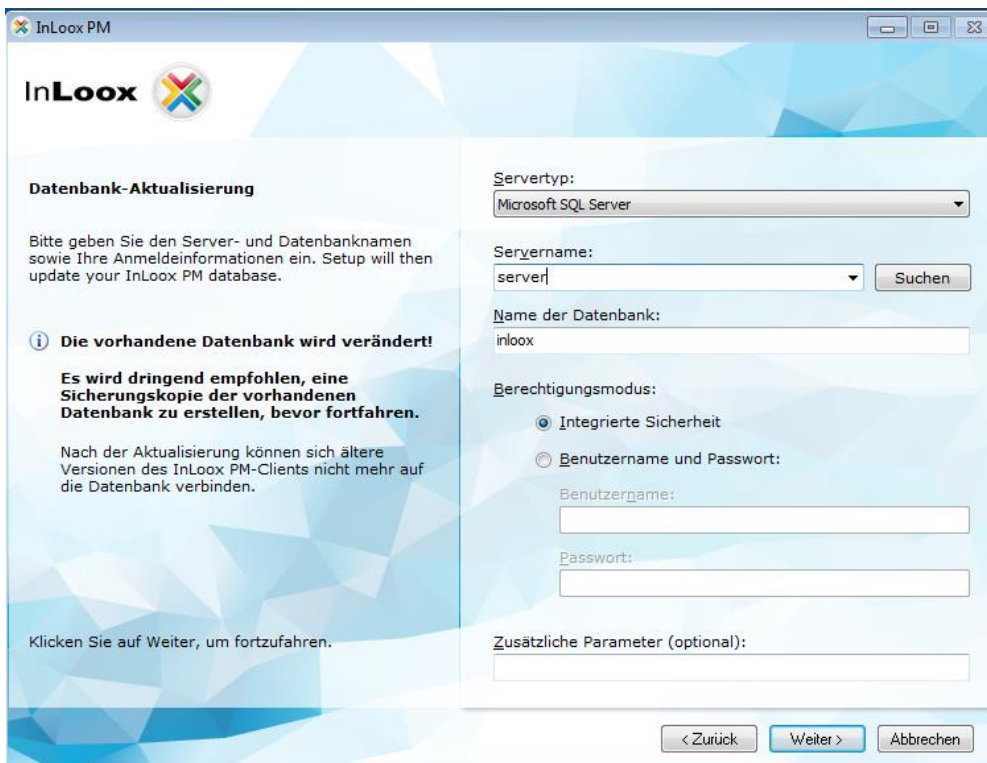 InLoox PM
InLoox
Datenbank-Aktualisierung
Bitte geben Sie den Server- und Datenbanknamen
sowie Ihre Anmeldeinformationen ein. Setup will then
update your InLoox PM database.
Die vorhandene Datenbank wird verändert!
Es wird dringend empfohlen, eine
Sicherungskopie der vorhandenen
Datenbank zu erstellen, bevor fortfahren.
Nach der Aktualisierung können sich ältere
Versionen des InLoox PM-Clients nicht mehr auf
die Datenbank verbinden.
Klicken Sie auf Weiter, um fortzufahren.
Servertyp:
Microsoft SQL Server
Servername:
server
Suchen
Name der Datenbank:
inloox
Berechtigungsmodus:
Integrierte Sicherheit
Benutzername und Passwort:
Benutzername:
Passwort:
Zusätzliche Parameter (optional):
< Zurück
Weiter >
Abbrechen